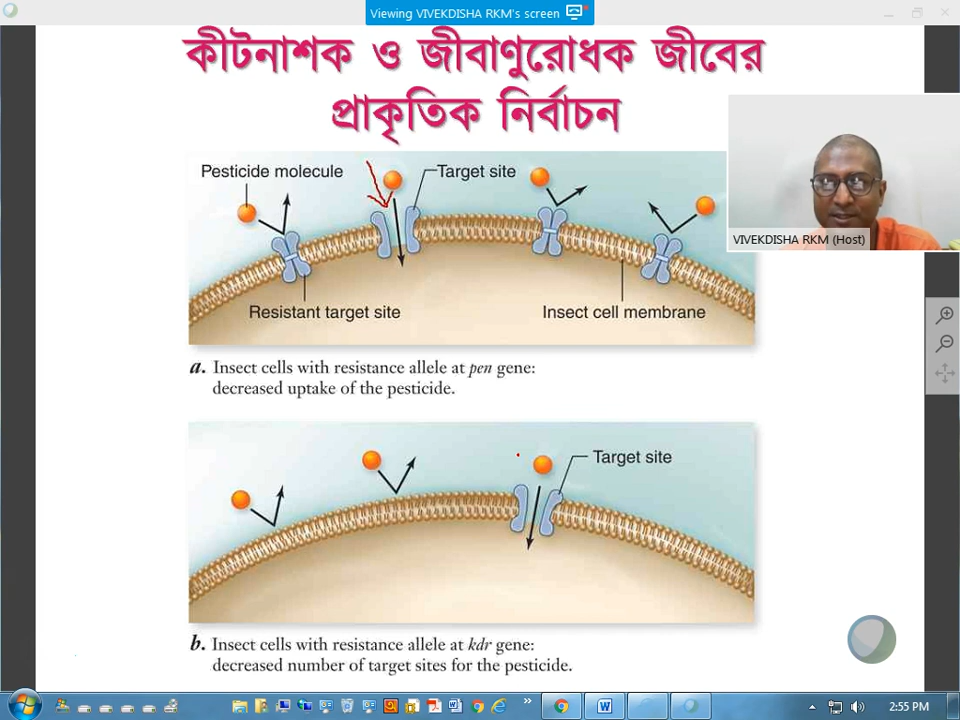 Viewing VIVEKDISHA RKM's screen
কীটনাশক ও জীবাণুরোধক জীবের
প্রাকৃতিক নির্বাচন
Pesticide molecule
Target site
VIVEKDISHA RKM (Host)
Resistant target site
Insect cell membrane
a. Insect cells with resistance allele at pen gene:
decreased uptake of the pesticide.
Target site
b. Insect cells with resistance allele at kdr gene:
decreased number of target sites for the pesticide.
2:55 PM